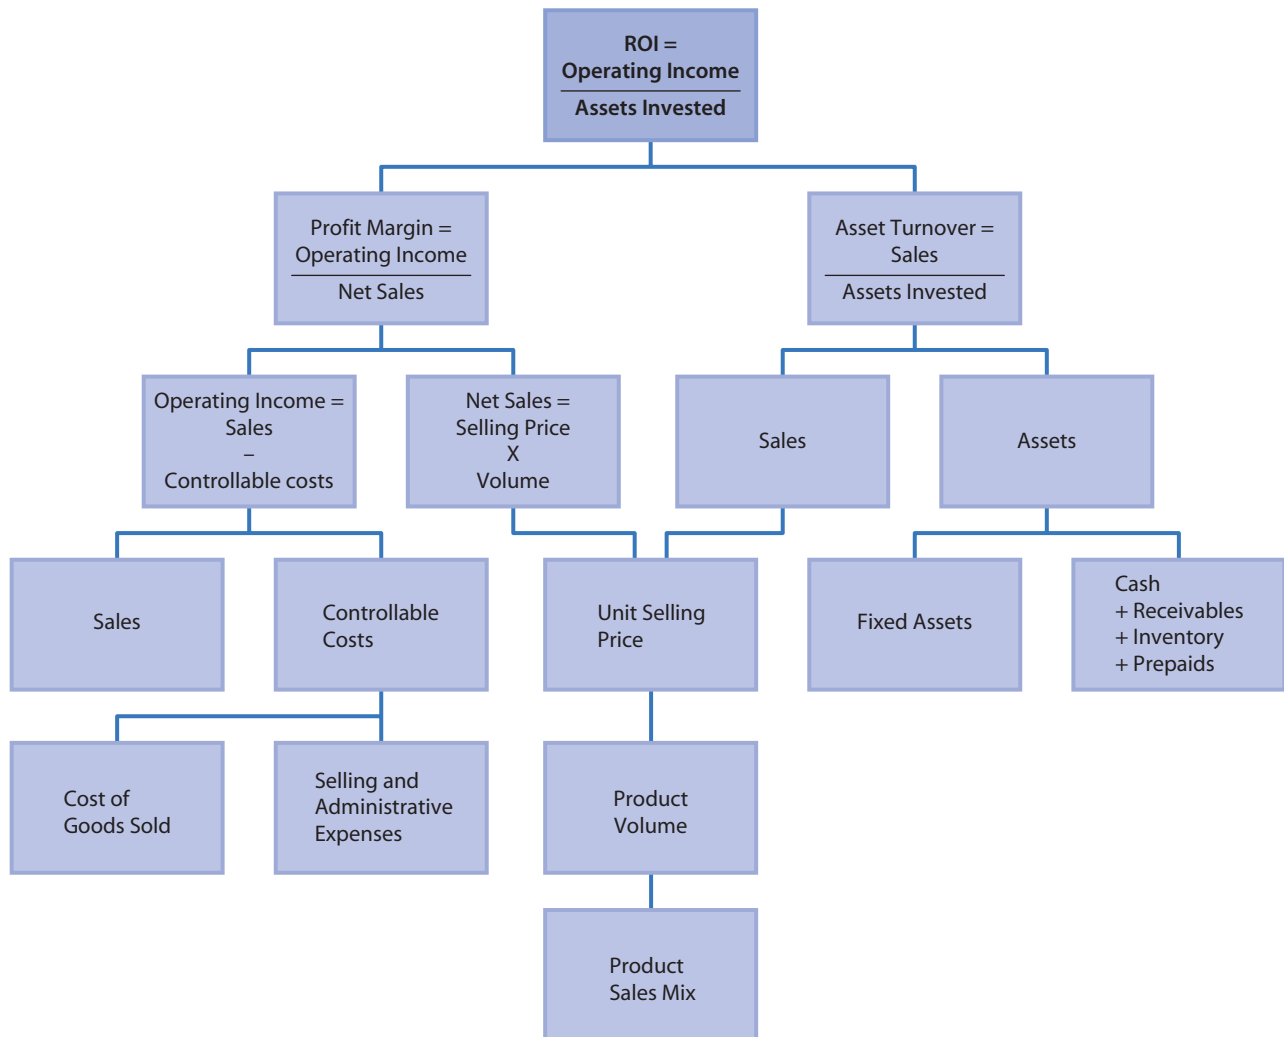 ROI =
Operating Income
Assets Invested
Profit Margin =
Operating Income
Net Sales
Asset Turnover =
Sales
Assets Invested
Operating Income =
Sales
–
Controllable costs
Net Sales =
Selling Price
X
Volume
Sales
Assets
Sales
Controllable
Costs
Unit Selling
Price
Fixed Assets
Cash
+ Receivables
+ Inventory
+ Prepaids
Cost of
Goods Sold
Selling and
Administrative
Expenses
Product
Volume
Product
Sales Mix